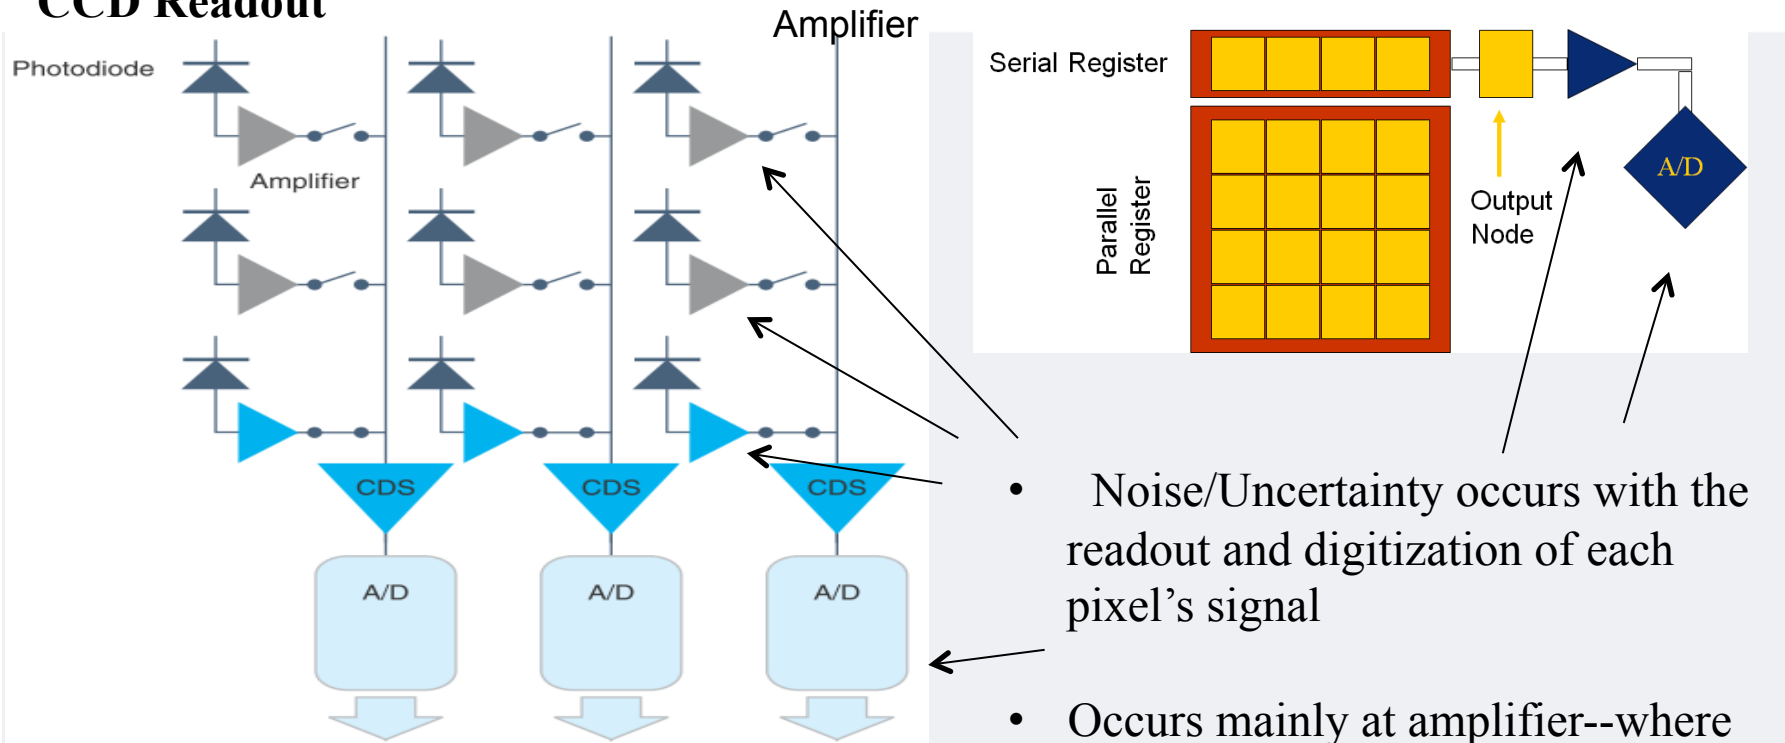 CCD Readout
Amplifier
Photodiode
Amplifier
CDS
CDS
CDS
A/D
A/D
A/D
Serial Register
Parallel
Register
Output
Node
A/D
• Noise/Uncertainty occurs with the
readout and digitization of each
pixel’s signal
• Occurs mainly at amplifier--where